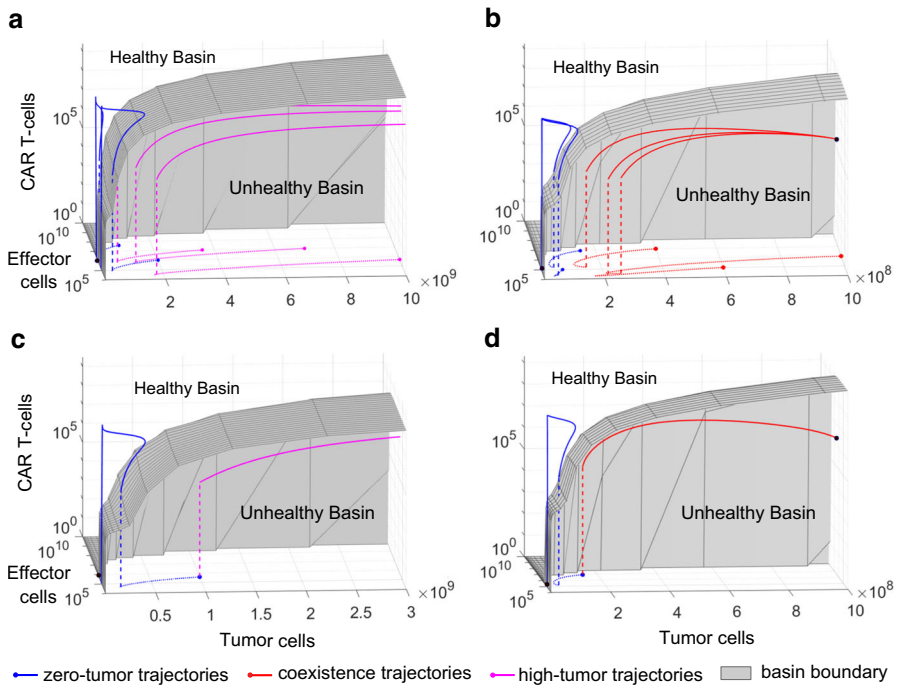 a
Healthy Basin
CAR T-cells
10^5
10^0
10^10
10^5
Effector cells
Unhealthy Basin
2 4 6 8 10 ×10^9
b
Healthy Basin
10^5
10^0
10^10
10^5
Unhealthy Basin
2 4 6 8 10 ×10^8
c
Healthy Basin
CAR T-cells
10^5
10^0
10^10
10^5
Effector cells
Unhealthy Basin
0.5 1 1.5 2 2.5 3 ×10^9
Tumor cells
d
Healthy Basin
10^5
10^0
10^10
10^5
Unhealthy Basin
2 4 6 8 10 ×10^8
Tumor cells
zero-tumor trajectories coexistence trajectories high-tumor trajectories basin boundary